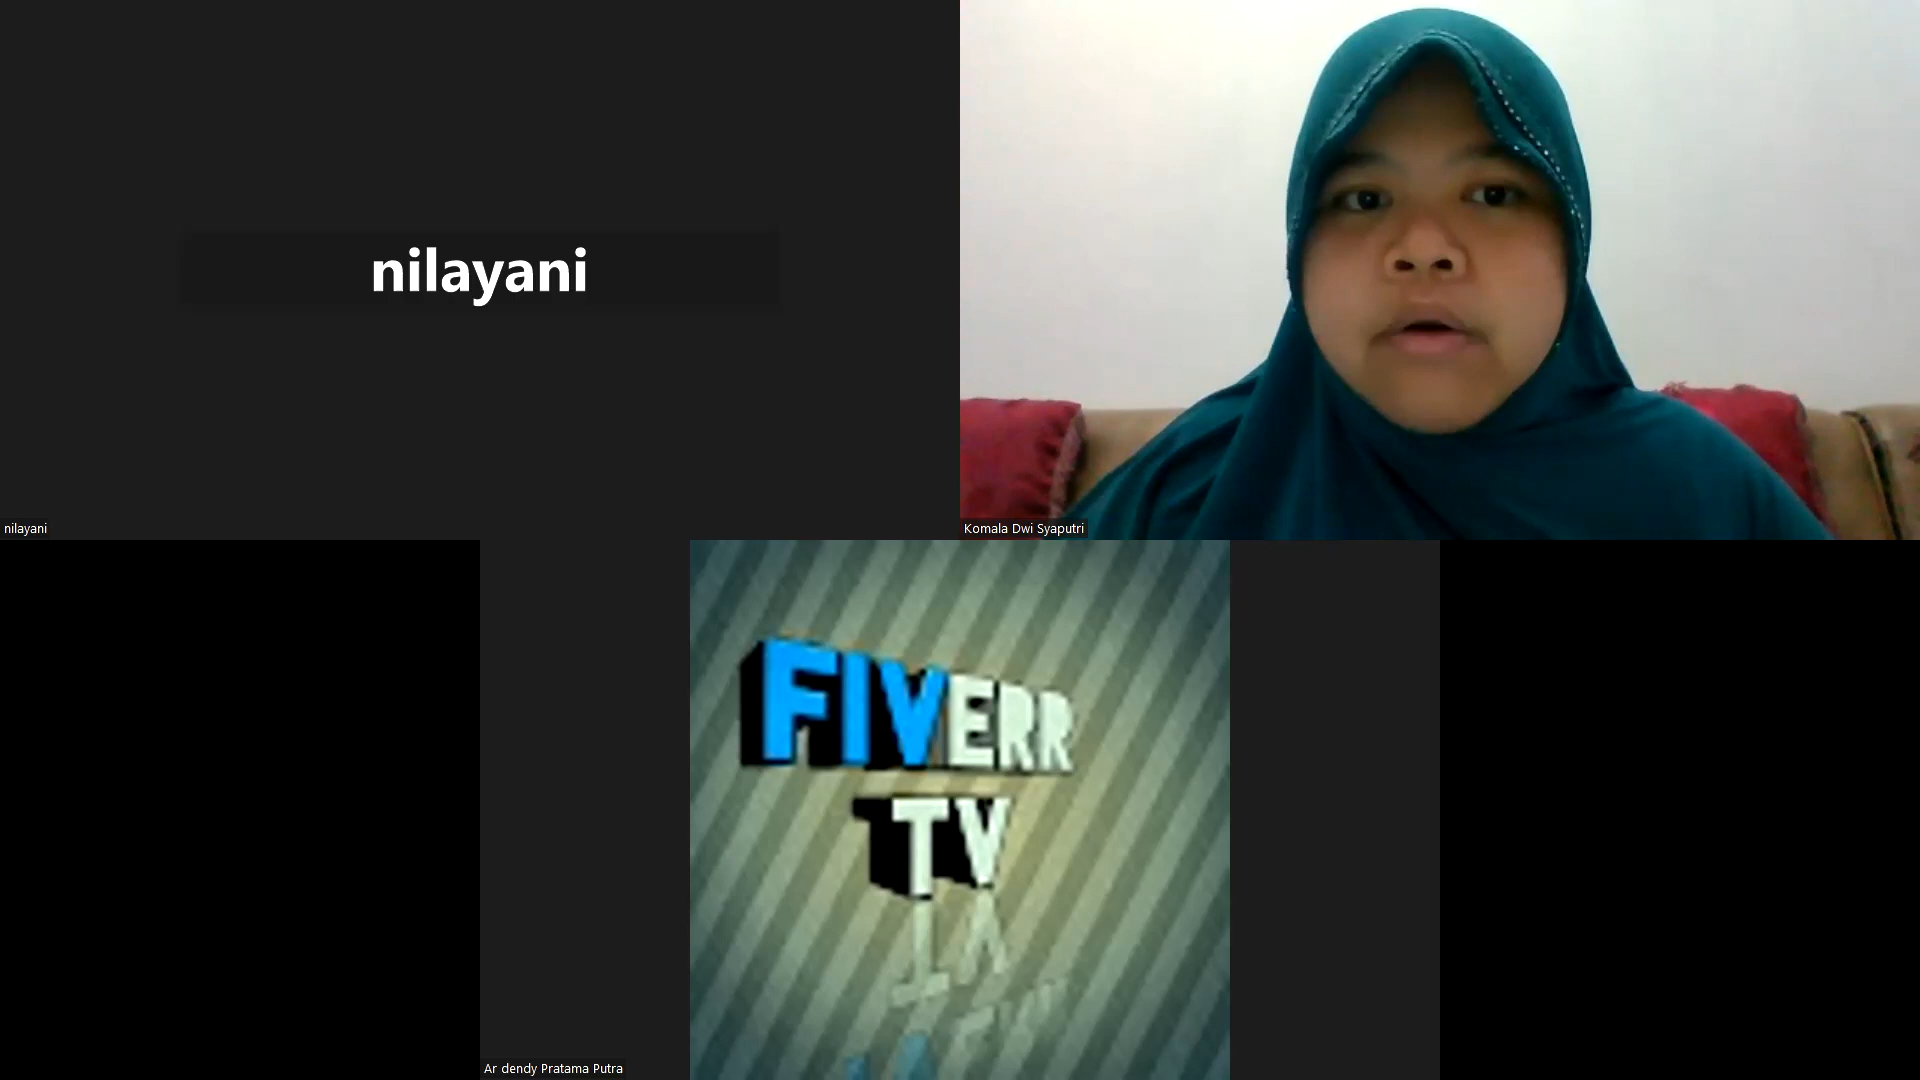 nilayani
nilayani
Komala Dwi Syaputri
FIVERR
TV
Ar dendy Pratama Putra